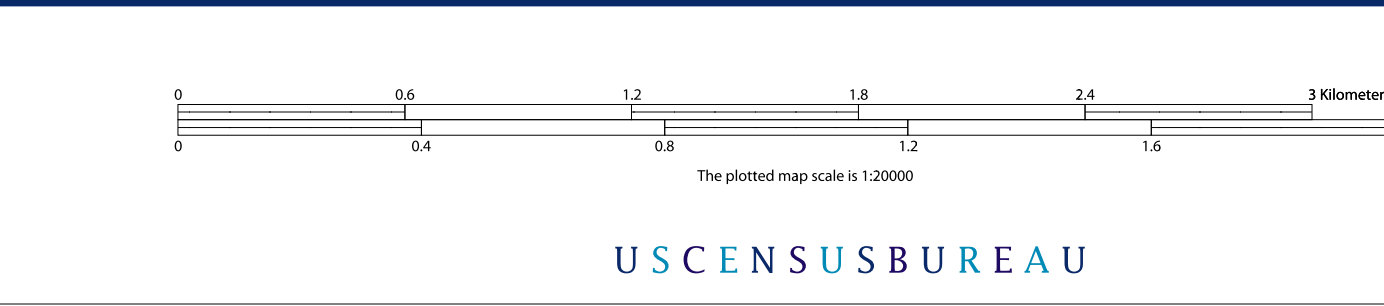 0 0.6 1.2 1.8 2.4 3 Kilometer
0 0.4 0.8 1.2 1.6
The plotted map scale is 1:20000
USCENSUSBUREAU